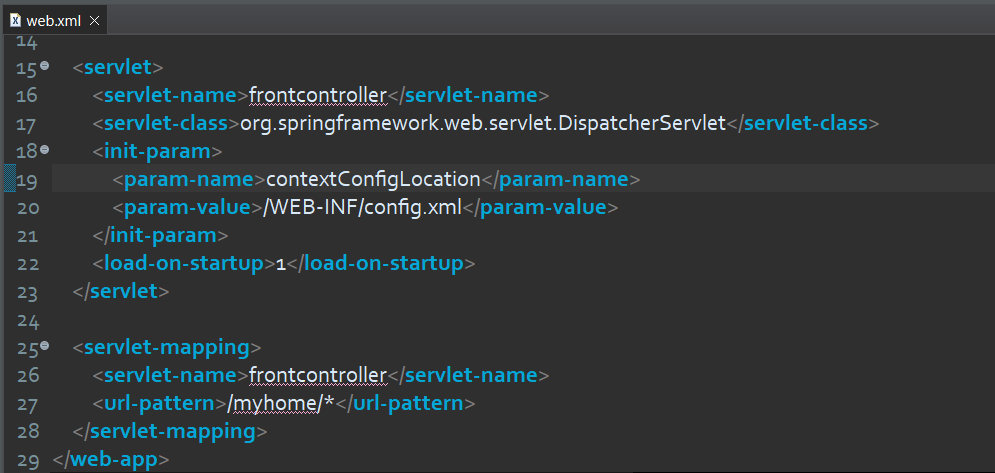 web.xml
14
15 <servlet>
16 <servlet-name>frontcontroller</servlet-name>
17 <servlet-class>org.springframework.web.servlet.DispatcherServlet</servlet-class>
18 <init-param>
19 <param-name>contextConfigLocation</param-name>
20 <param-value>/WEB-INF/config.xml</param-value>
21 </init-param>
22 <load-on-startup>1</load-on-startup>
23 </servlet>
24
25 <servlet-mapping>
26 <servlet-name>frontcontroller</servlet-name>
27 <url-pattern>/myhome/*</url-pattern>
28 </servlet-mapping>
29 </web-app>